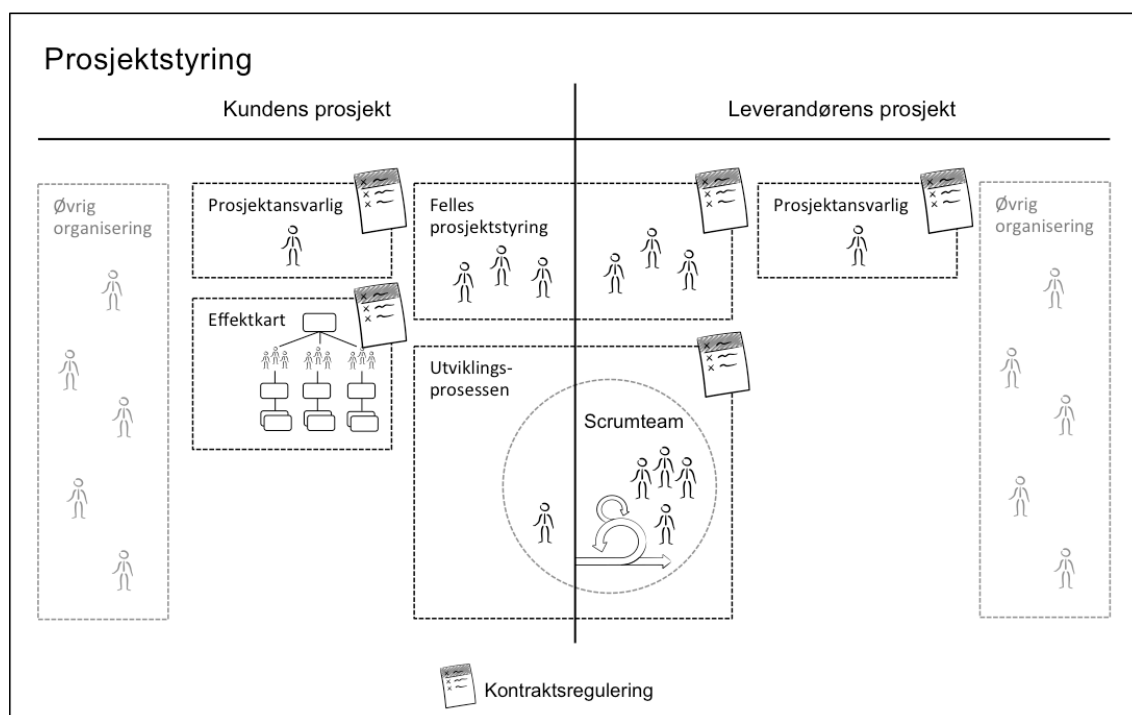 Prosjektstyring
Kundens prosjekt
Leverandørens prosjekt
Øvrig
organisering
Prosjektansvarlig
Felles
prosjektstyring
Prosjektansvarlig
Øvrig
organisering
Effektkart
Utviklings-
prosessen
Scrumteam
Kontraktsregulering